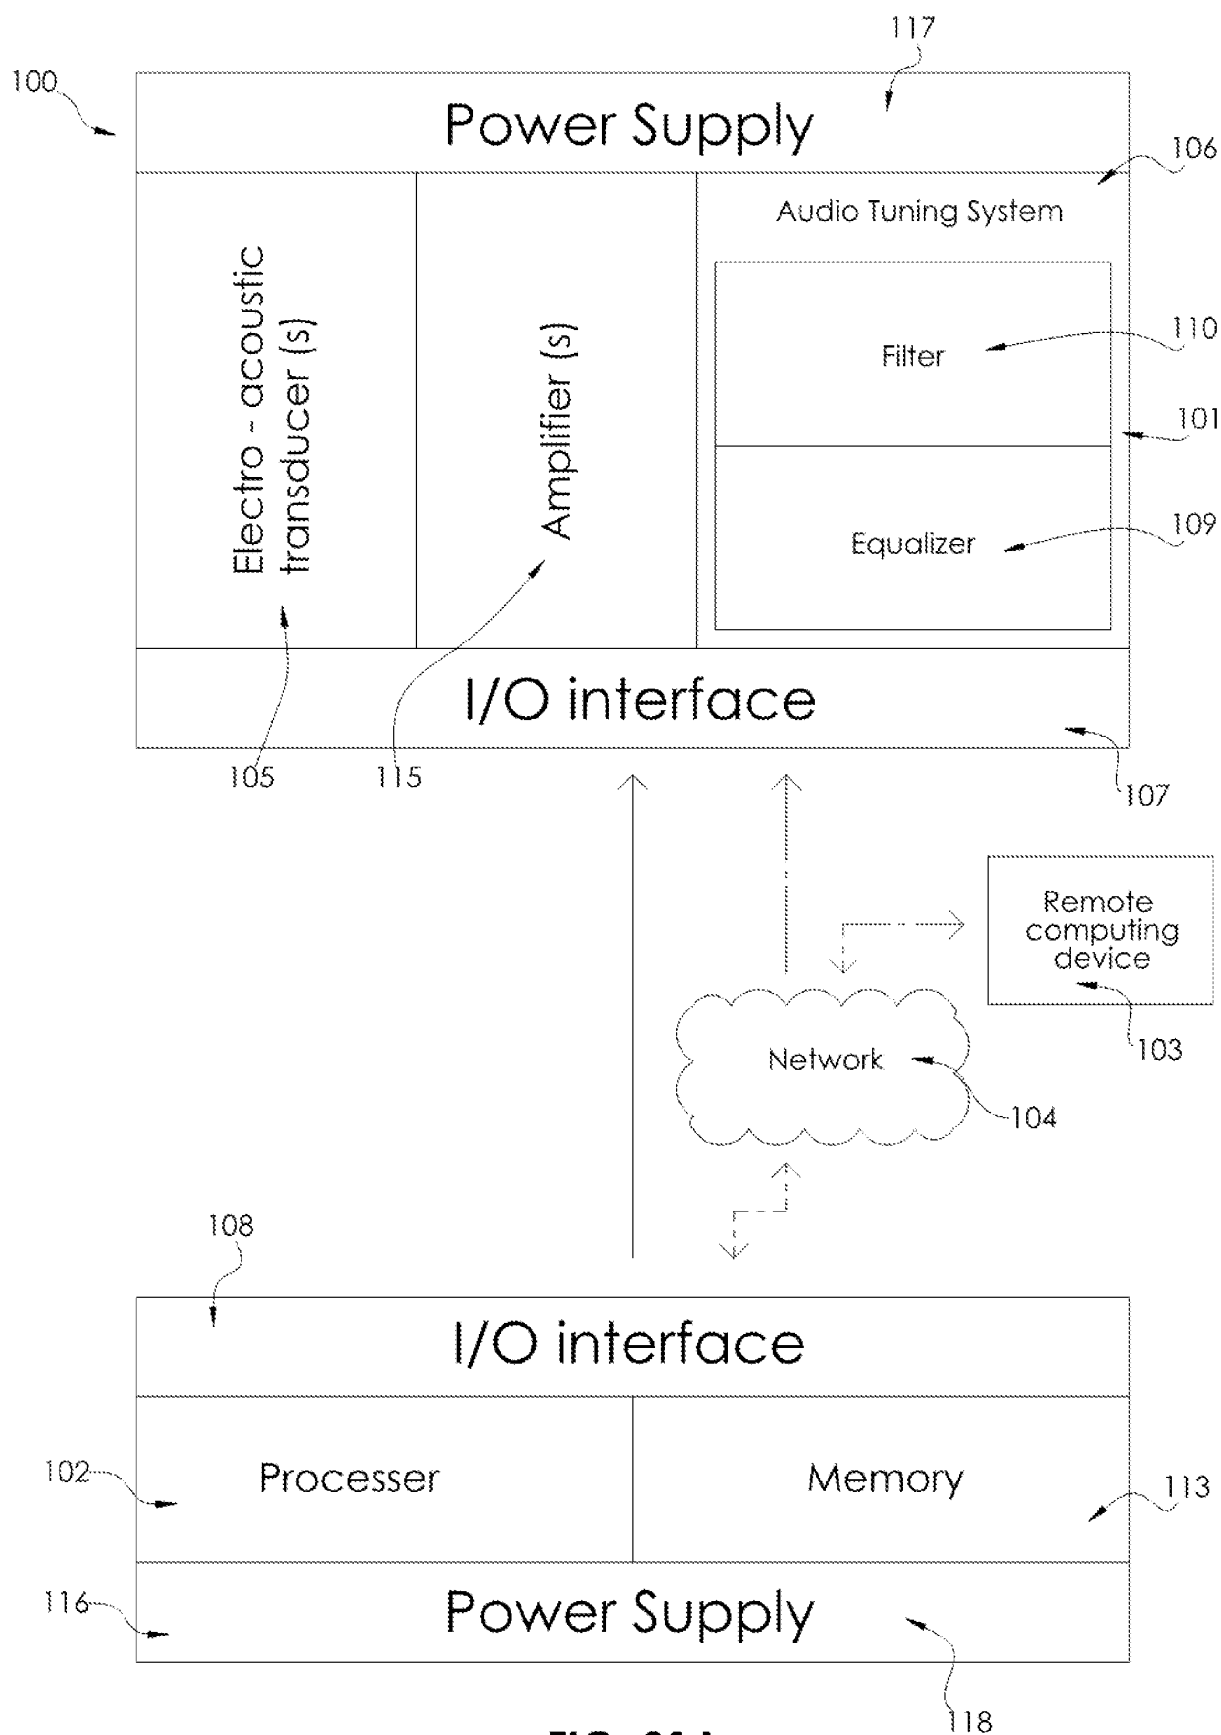 117
100
Power Supply
106
Audio Tuning System
Electro - acoustic
transducer (s)
Amplifier (s)
Filter
110
101
Equalizer
109
I/O interface
105
115
107
Remote
computing
device
103
Network
104
108
I/O interface
102
Processer
Memory
113
116
Power Supply
118